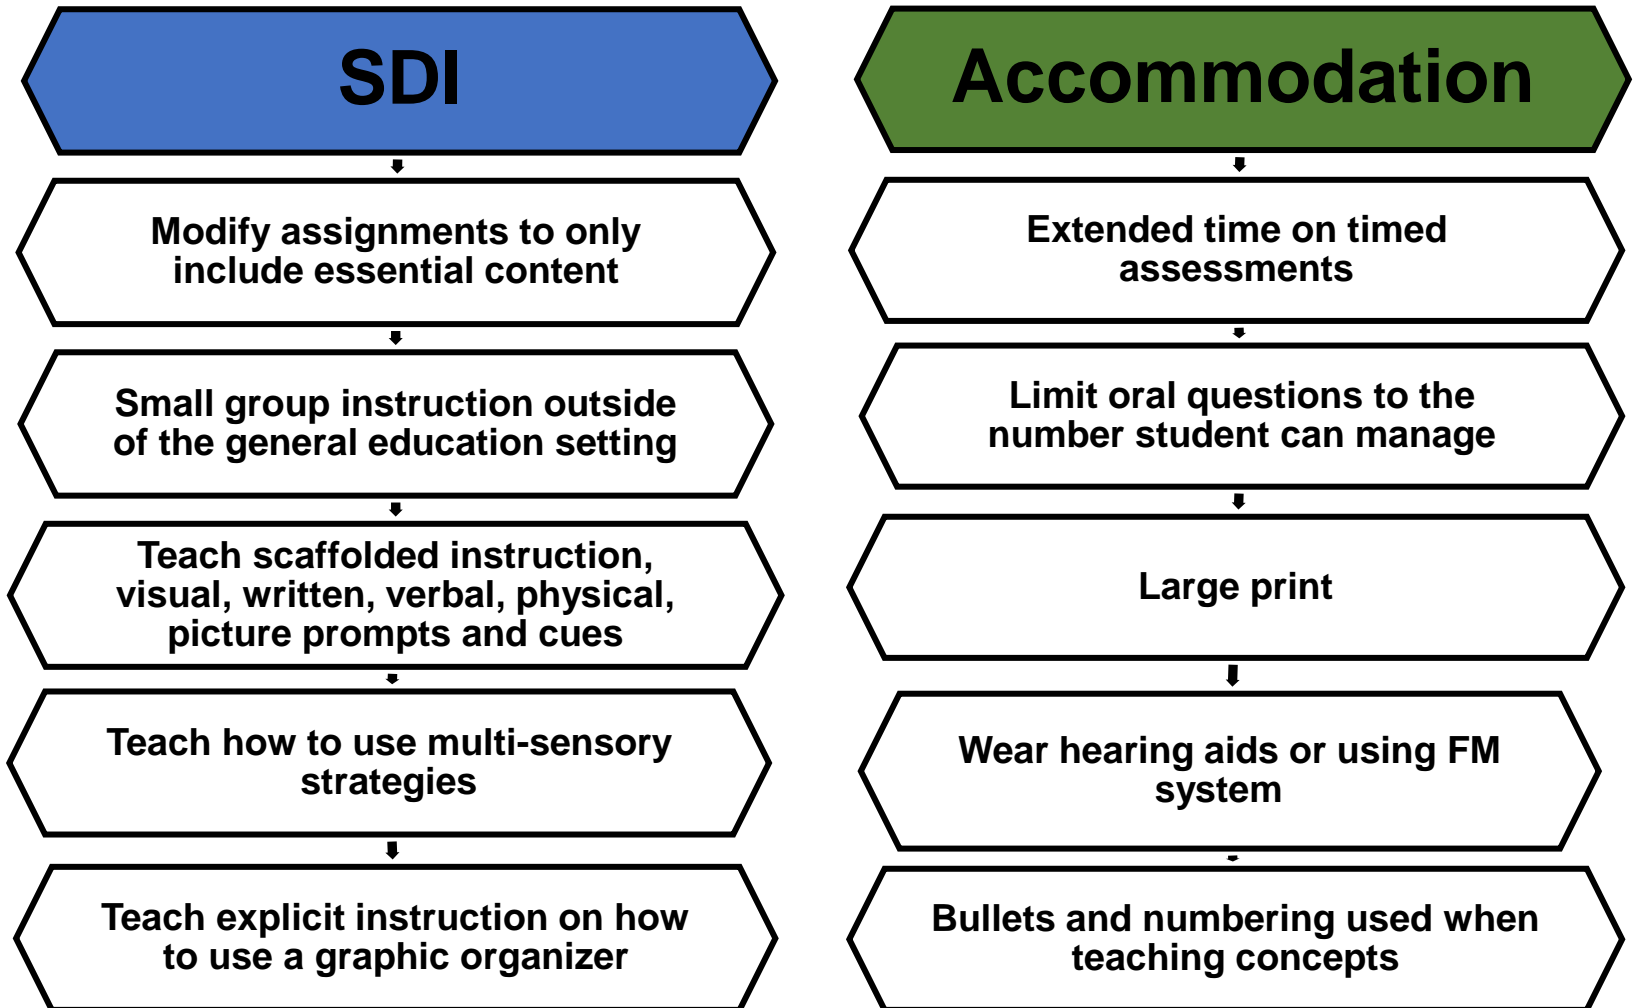 SDI
Modify assignments to only
include essential content
Small group instruction outside
of the general education setting
Teach scaffolded instruction,
visual, written, verbal, physical,
picture prompts and cues
Teach how to use multi-sensory
strategies
Teach explicit instruction on how
to use a graphic organizer
Accommodation
Extended time on timed
assessments
Limit oral questions to the
number student can manage
Large print
Wear hearing aids or using FM
system
Bullets and numbering used when
teaching concepts